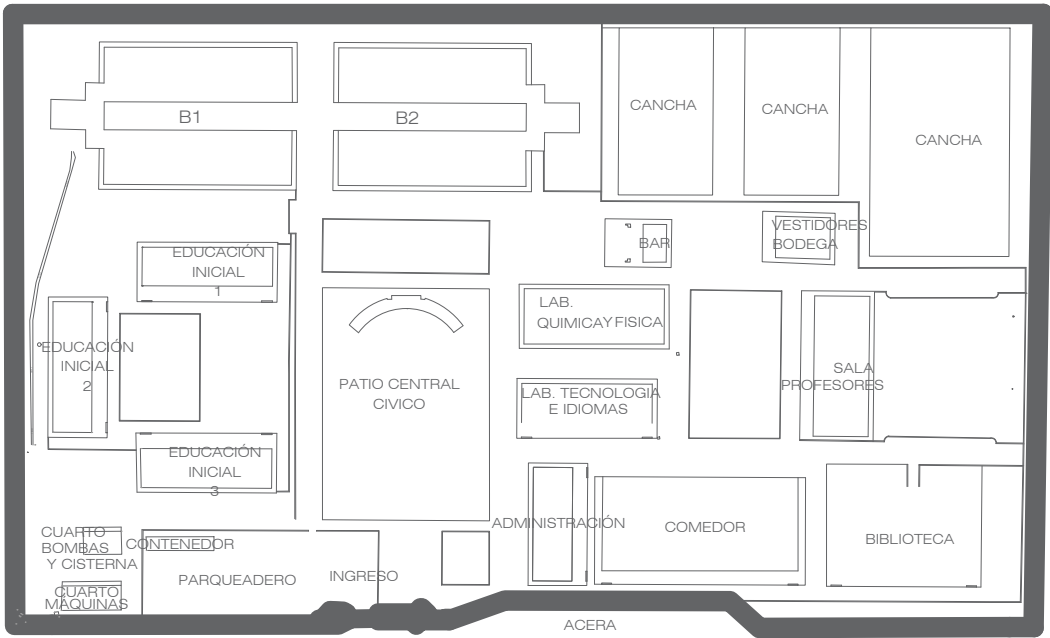 B1
B2
CANCHA
CANCHA
CANCHA
EDUCACIÓN
INICIAL
1
BAR
VESTIDORES
BODEGA
EDUCACIÓN
INICIAL
2
LAB.
QUIMICAY FISICA
PATIO CENTRAL
CIVICO
LAB. TECNOLOGIA
E IDIOMAS
SALA
PROFESORES
EDUCACIÓN
INICIAL
3
CUARTO
BOMBAS
Y CISTERNA
CONTENEDOR
PARQUEADERO
INGRESO
ADMINISTRACIÓN
COMEDOR
BIBLIOTECA
CUARTO
MAQUINAS
ACERA